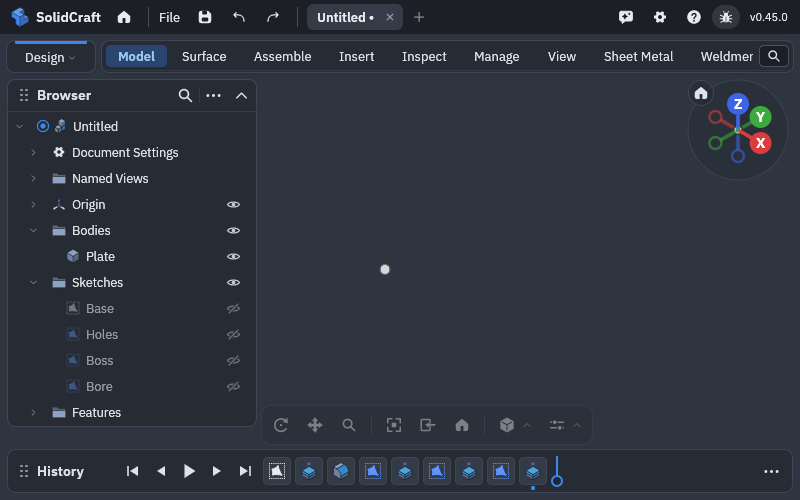 SolidCraft
File
Untitled •
v0.45.0
Design
Model
Surface
Assemble
Insert
Inspect
Manage
View
Sheet Metal
Weldmer
Browser
Untitled
Document Settings
Named Views
Origin
Bodies
Plate
Sketches
Base
Holes
Boss
Bore
Features
Z
Y
X
History